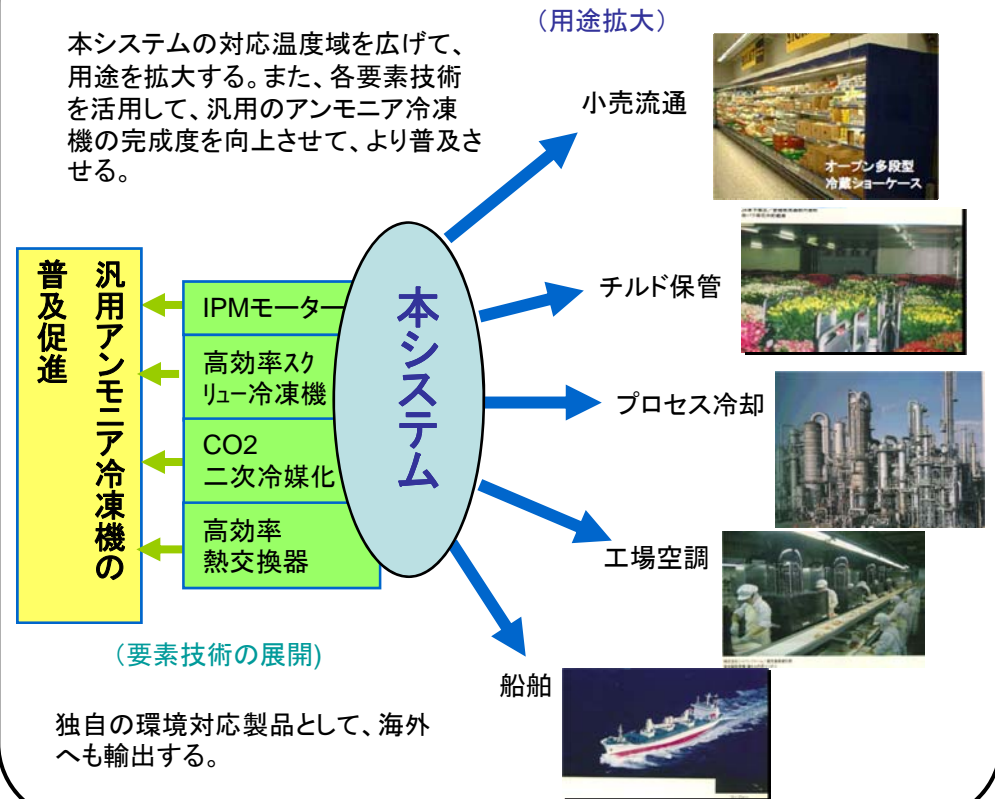 （用途拡大）
本システムの対応温度域を広げて、
用途を拡大する。また、各要素技術
を活用して、汎用のアンモニア冷凍
機の完成度を向上させて、より普及さ
せる。
小売流通
オープン多段型
冷蔵ショーケース
チルド保管
プロセス冷却
工場空調
船舶
本システム
IPMモーター
高効率スク
リュー冷凍機
CO2
二次冷媒化
高効率
熱交換器
汎用アンモニア冷凍機の
普及促進
（要素技術の展開)
独自の環境対応製品として、海外
へも輸出する。